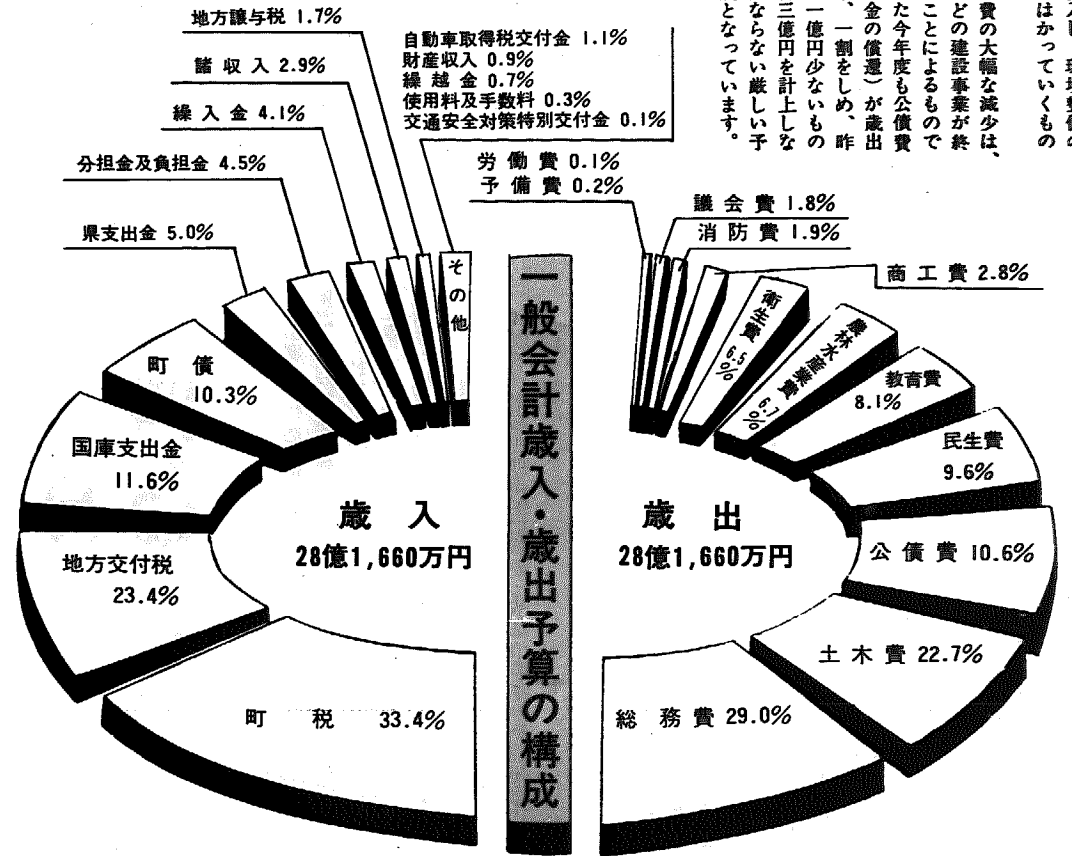 入
環境整備の
はかっていくもの
費の大幅な減少は、
どの建設事業が終
ことによるもので
た今年度も公債費
金の償還)が歳出
、一割をしめ、昨
一億円少ないもの
三億円を計上しな
ならない厳しい予
となっています。
地方譲与税 1.7%
諸収入 2.9%
繰入金 4.1%
分担金及負担金 4.5%
県支出金 5.0%
自動車取得税交付金 1.1%
財産収入 0.9%
繰越金 0.7%
使用料及手数料 0.3%
交通安全対策特別交付金 0.1%
その他
町債
10.3%
国庫支出金
11.6%
地方交付税
23.4%
町税 33.4%
歳入
28億1,660万円
一般会計歳入・歳出予算の構成
労働費 0.1%
予備費 0.2%
議会費 1.8%
消防費 1.9%
商工費 2.8%
衛生費
6.5%
農林水産業費
6.7%
教育費
8.1%
民生費
9.6%
公債費 10.6%
土木費 22.7%
総務費 29.0%
歳出
28億1,660万円